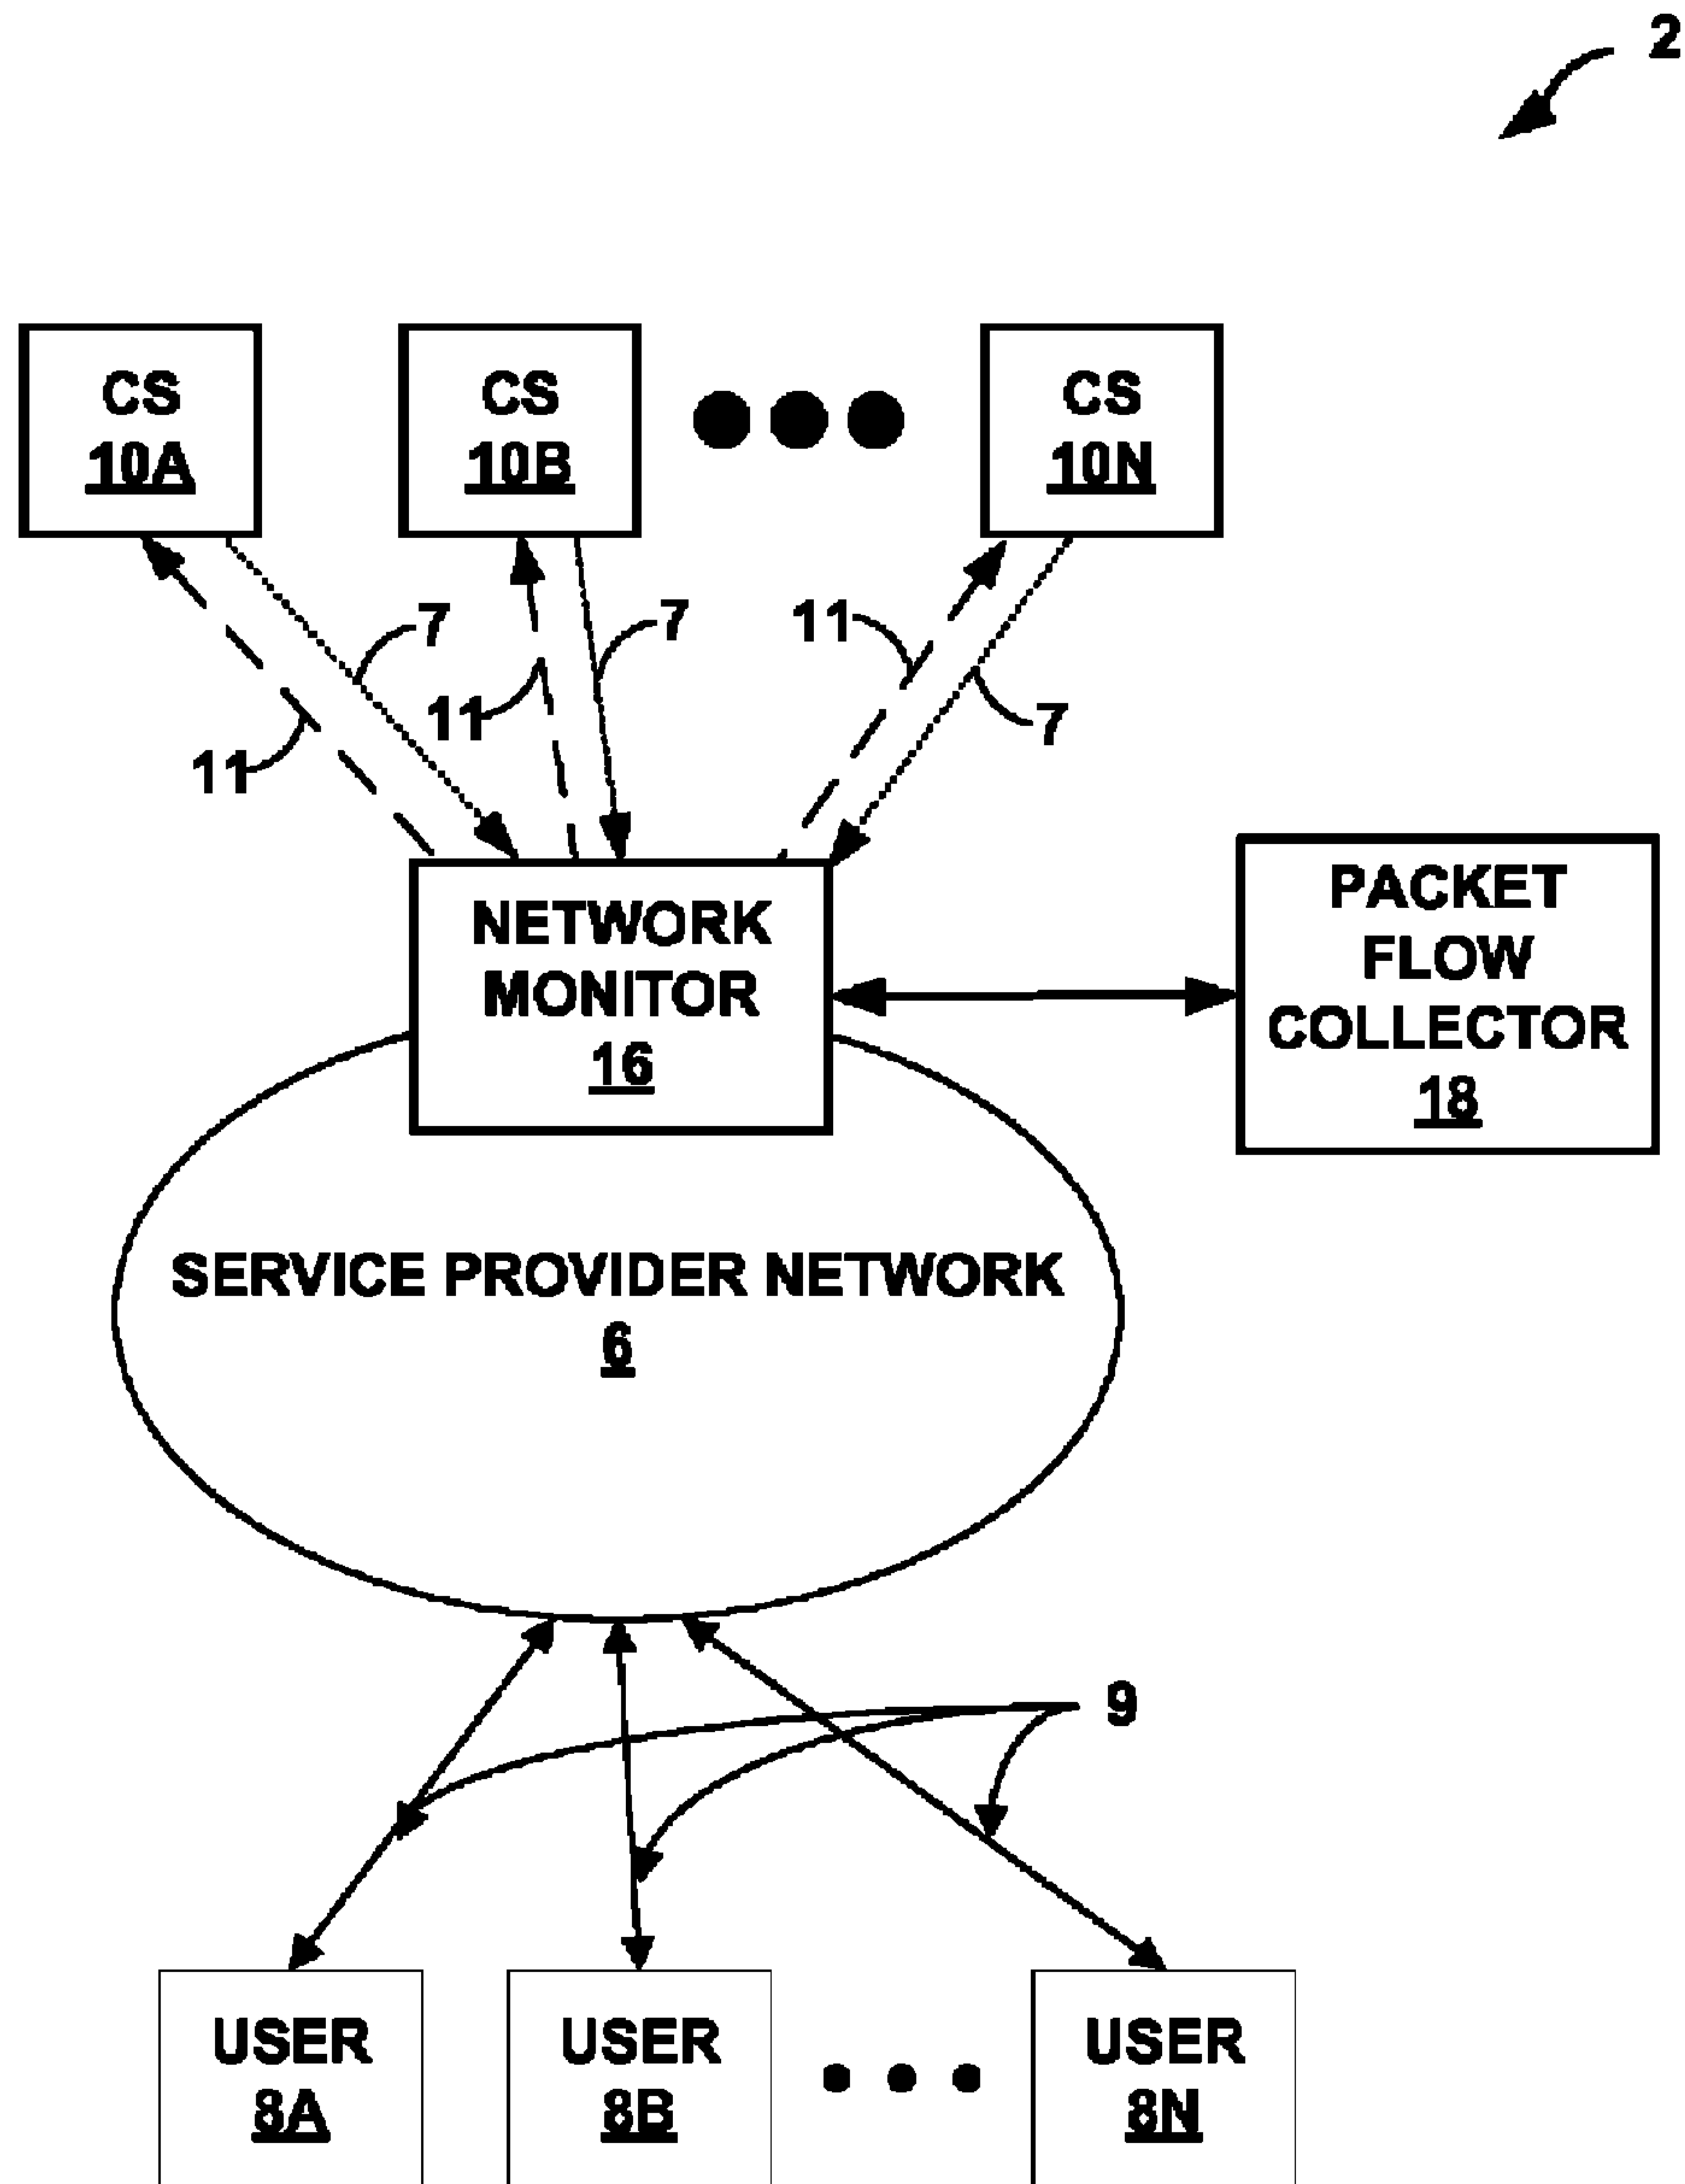 2
CS
10A
CS
10B
CS
10N
7
7
11
11
7
11
NETWORK
MONITOR
16
PACKET
FLOW
COLLECTOR
18
SERVICE PROVIDER NETWORK
6
9
USER
8A
USER
8B
USER
8N